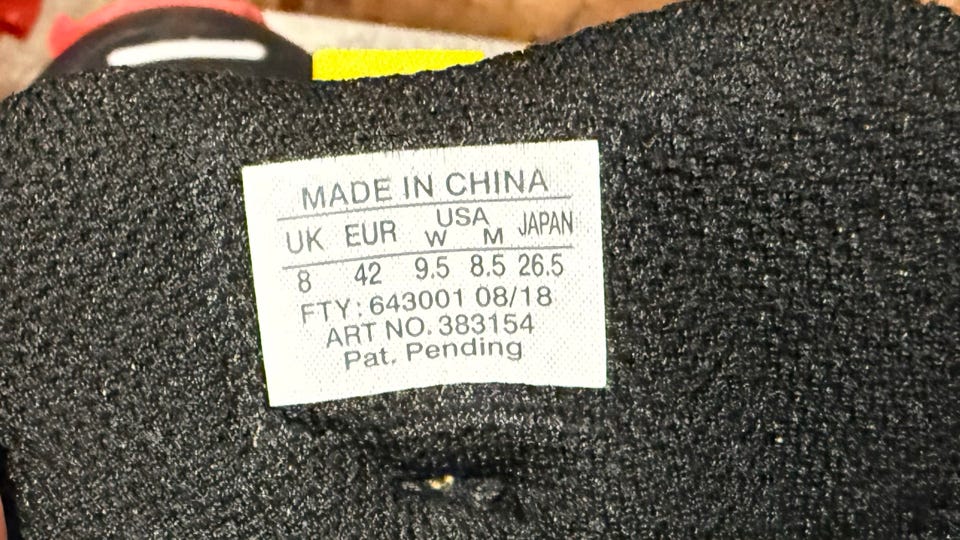 MADE IN CHINA
UK EUR USA JAPAN
W M
8 42 9.5 8.5 26.5
FTY: 643001 08/18
ART NO. 383154
Pat. Pending